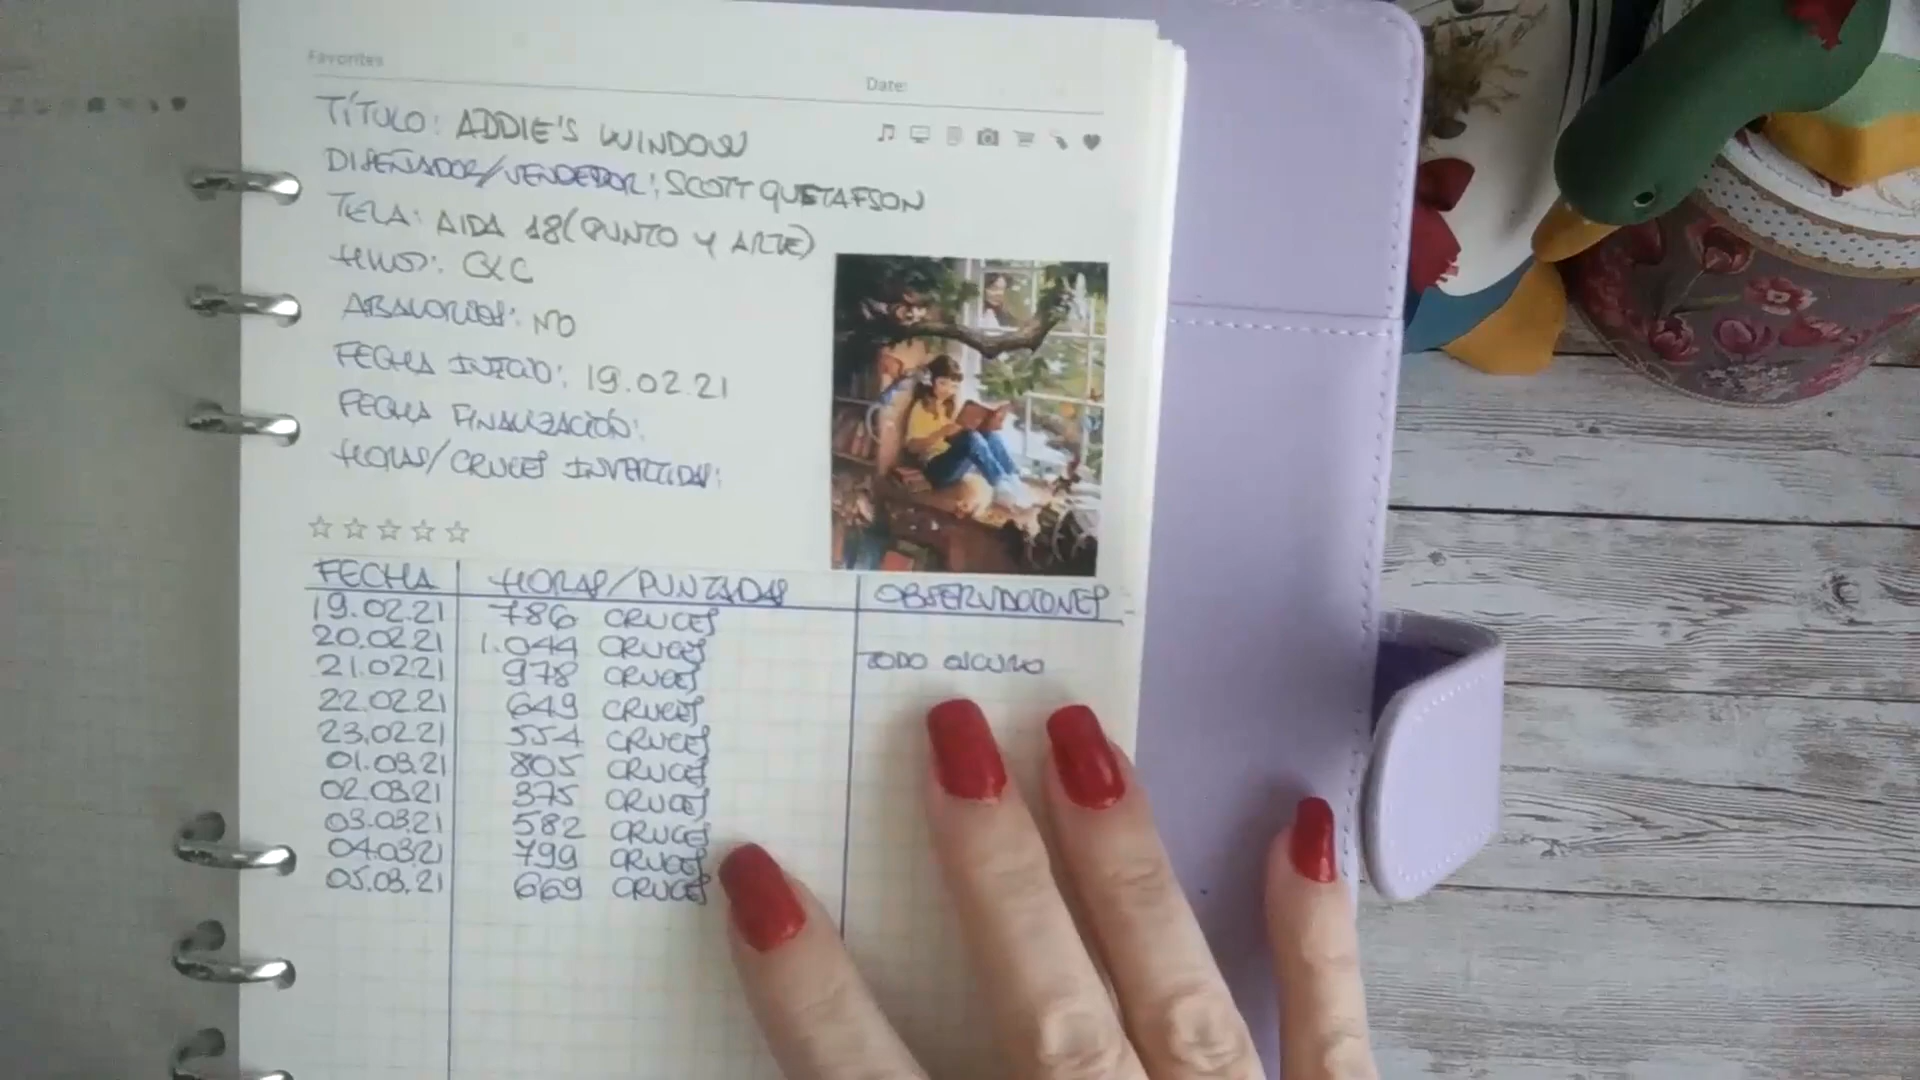 Favorites
Date:
TÍTULO: ADDIE'S WINDOW
DISEÑADOR/VENDEDOR: SCOTT GUSTAFSON
TELA: AIDA 18 (PUNTO Y ARTE)
HILOS: CXC
ABALORIOS: NO
FECHA INICIO: 19.02.21
FECHA FINALIZACIÓN:
HORAS/CRUCES INVERTIDAS:
FECHA HORAS/PUNTADAS OBSERVACIONES
19.02.21 786 CRUCES
20.02.21 1.044 CRUCES TODO OSCURO
21.02.21 978 CRUCES
22.02.21 649 CRUCES
23.02.21 554 CRUCES
01.03.21 805 CRUCES
02.03.21 375 CRUCES
03.03.21 582 CRUCES
04.03.21 799 CRUCES
05.03.21 669 CRUCES